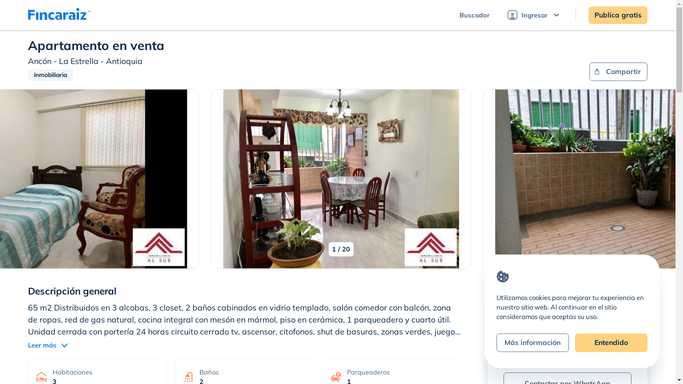 Fincaraiz
Buscador
Ingresar
Publica gratis
Apartamento en venta
Ancón - La Estrella - Antioquia
Inmobiliaria
Compartir
AL SUR
1 / 20
AL SUR
Descripción general
65 m2 Distribuidos en 3 alcobas, 3 closet, 2 baños cabinados en vidrio templado, salón comedor con balcón, zona
de ropas, red de gas natural, cocina integral con mesón en mármol, piso en cerámica, 1 parqueadero y cuarto útil.
Unidad cerrada con portería 24 horas circuito cerrado tv, ascensor, citofonos, shut de basuras, zonas verdes, juego...
Leer más
Habitaciones
3
Baños
2
Parqueaderos
1
Utilizamos cookies para mejorar tu experiencia en
nuestro sitio web. Al continuar en el sitio
consideramos que aceptas su uso.
Más información
Entendido
Contactar por WhatsApp